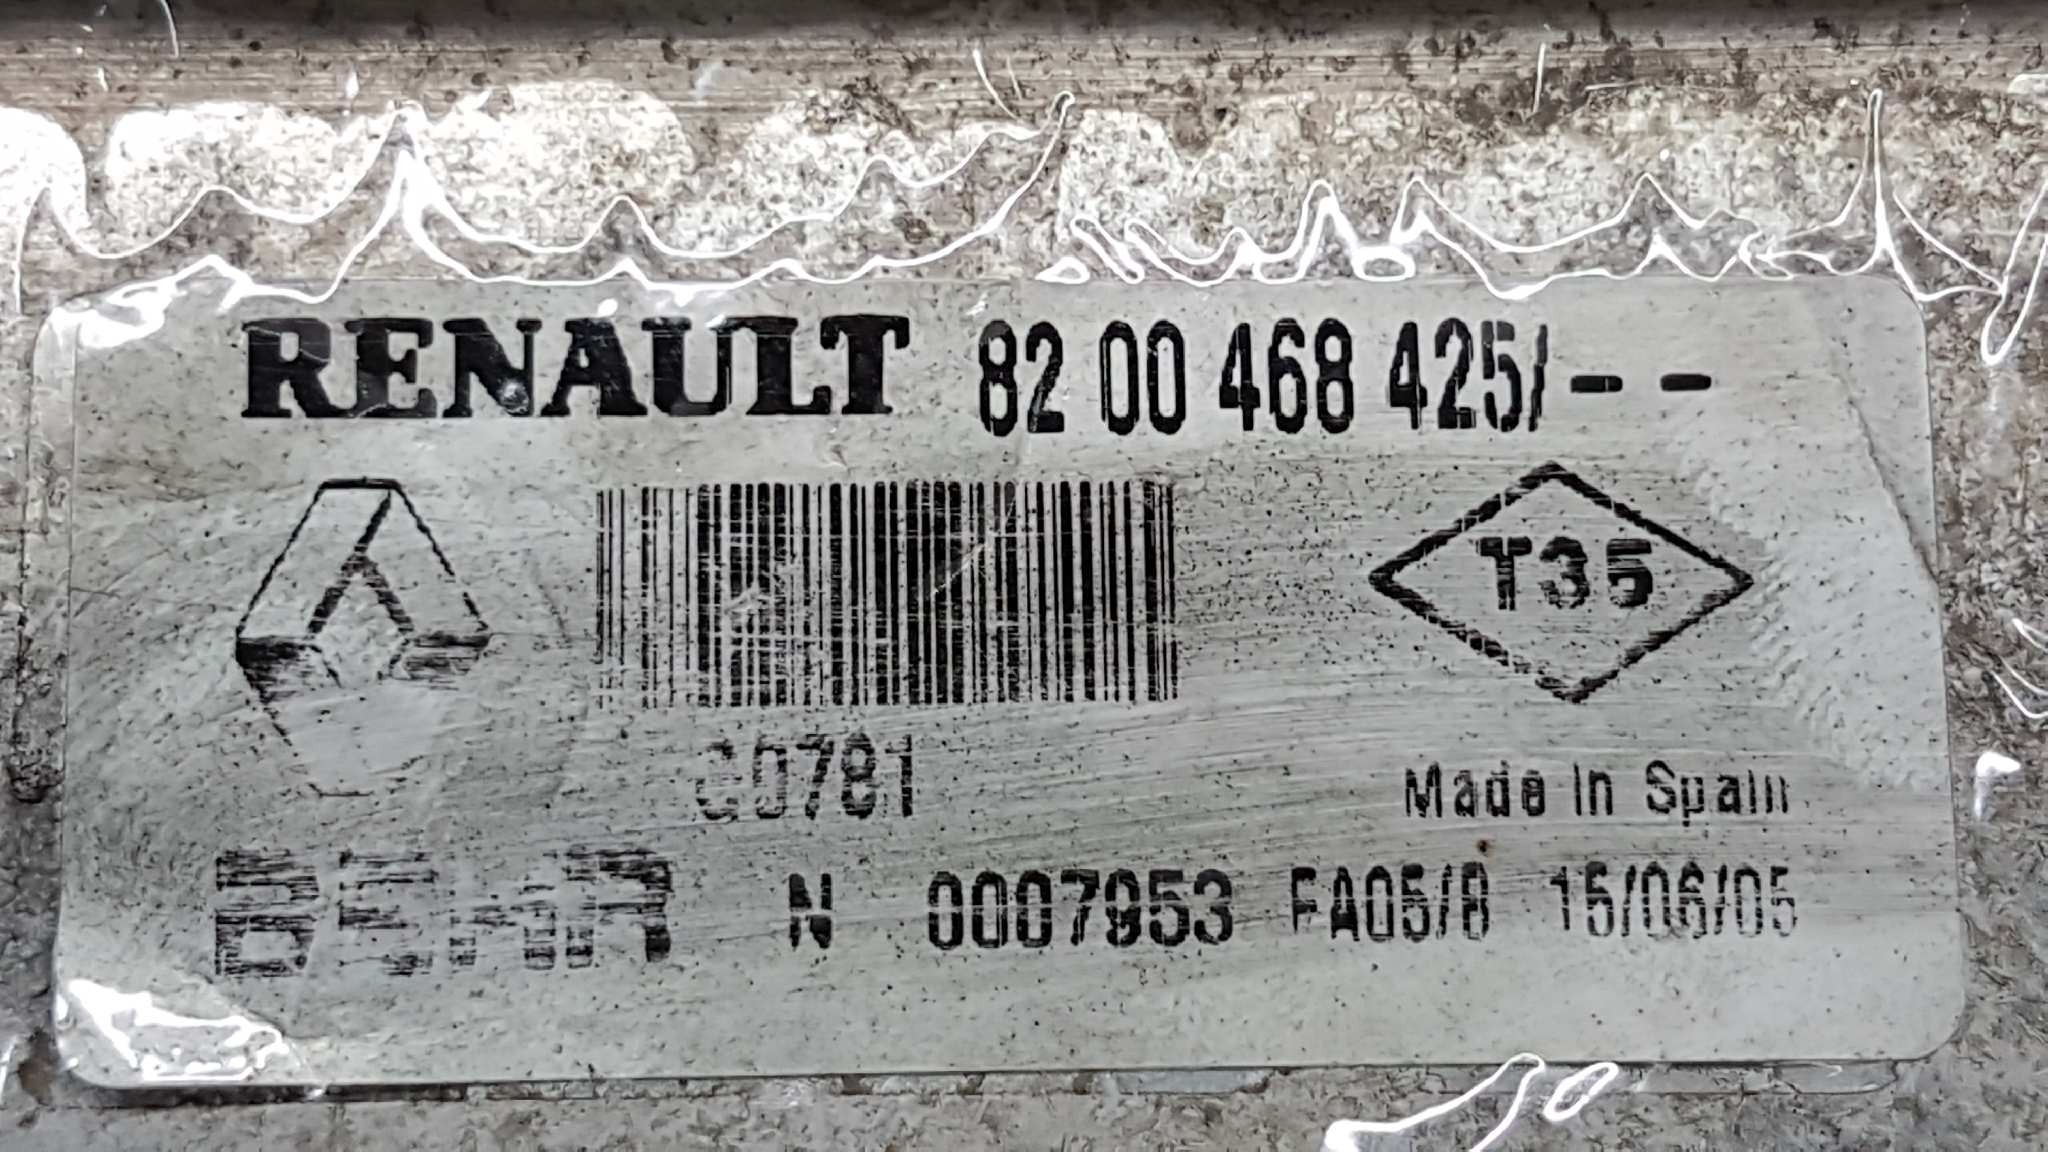 RENAULT 82 00 468 425/--
T35
C0781
Made in Spain
BEHR N 0007953 FA05/8 15/06/05